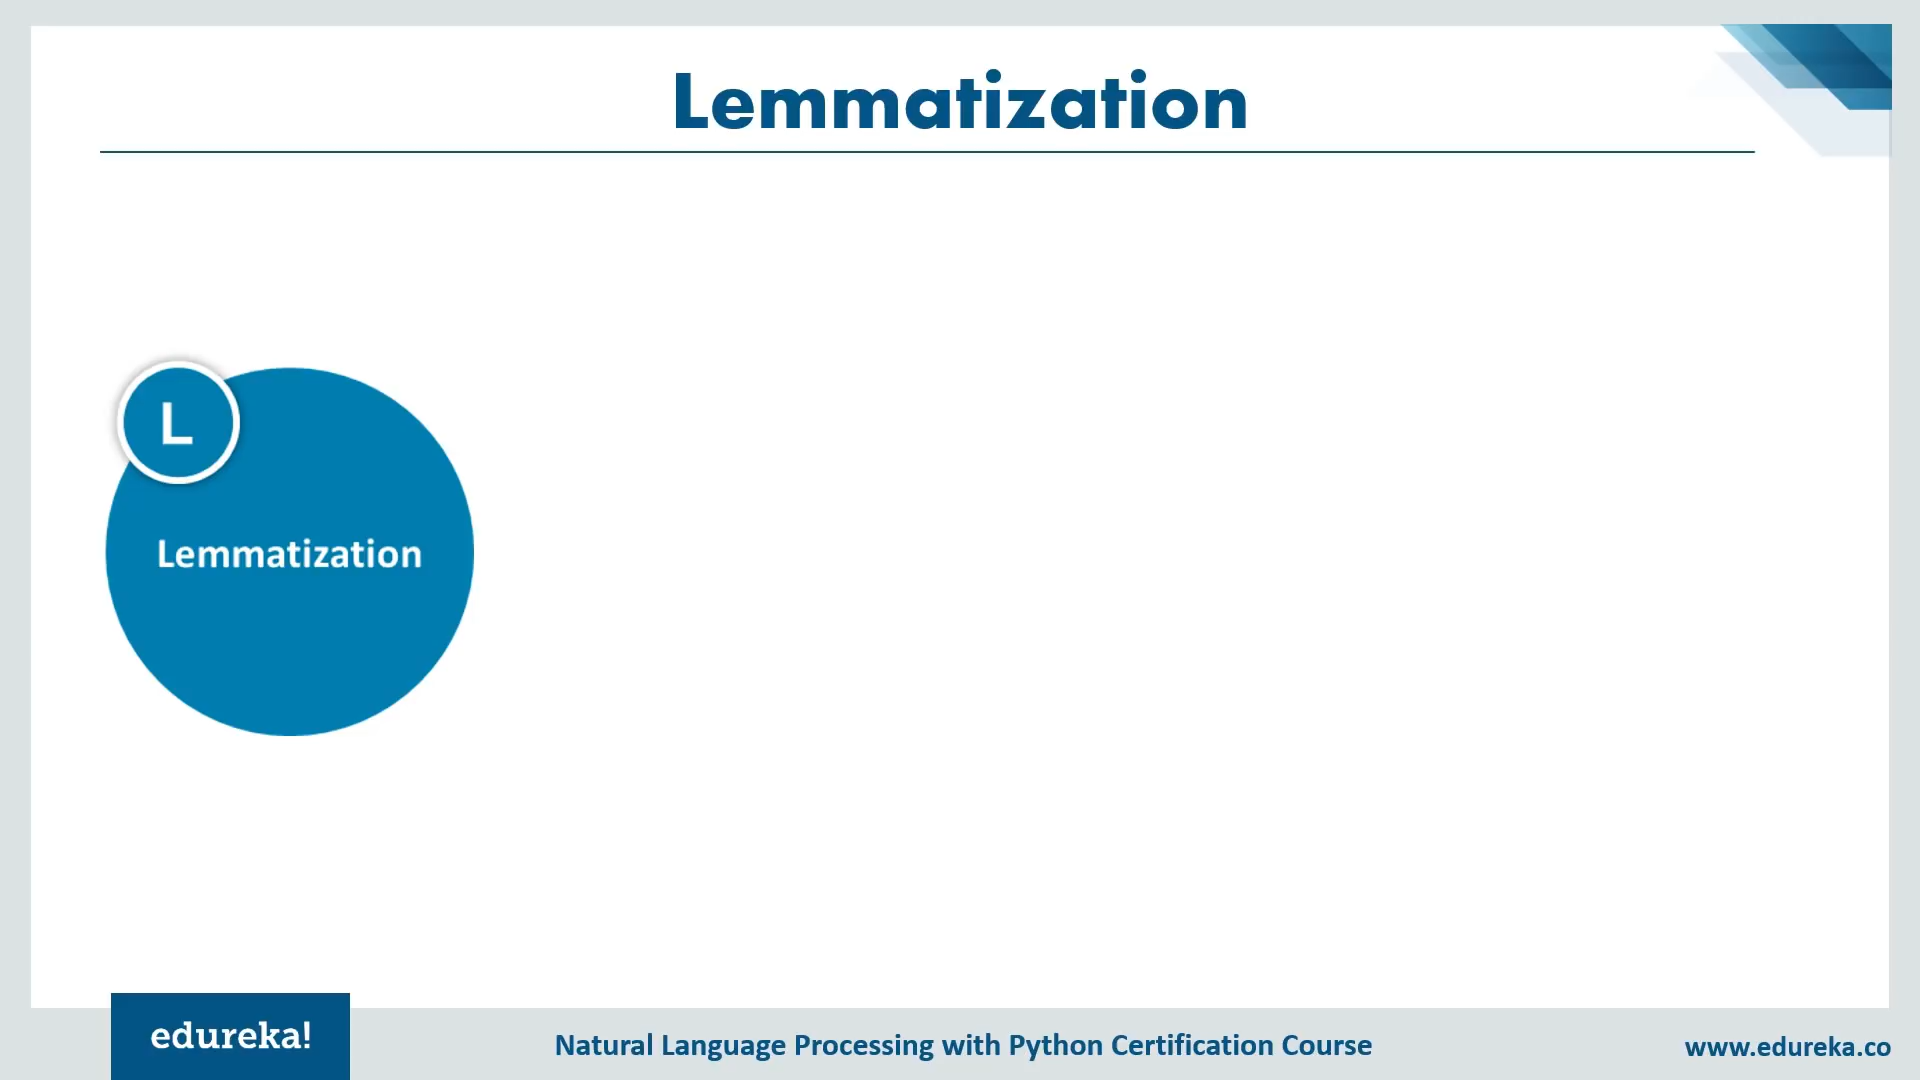 Lemmatization
L
Lemmatization
edureka!
Natural Language Processing with Python Certification Course
www.edureka.co